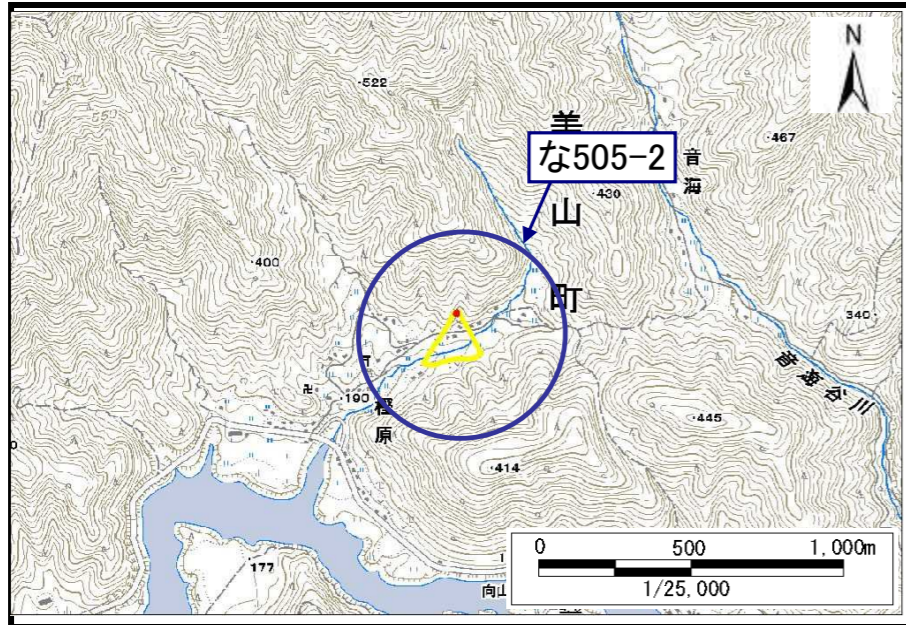 N
・522
・467
美山町
な505-2
音海
・430
・400
340・
音海谷川
・190
樫原
・445
・414
0 500 1,000m
1/25,000
・177
向山